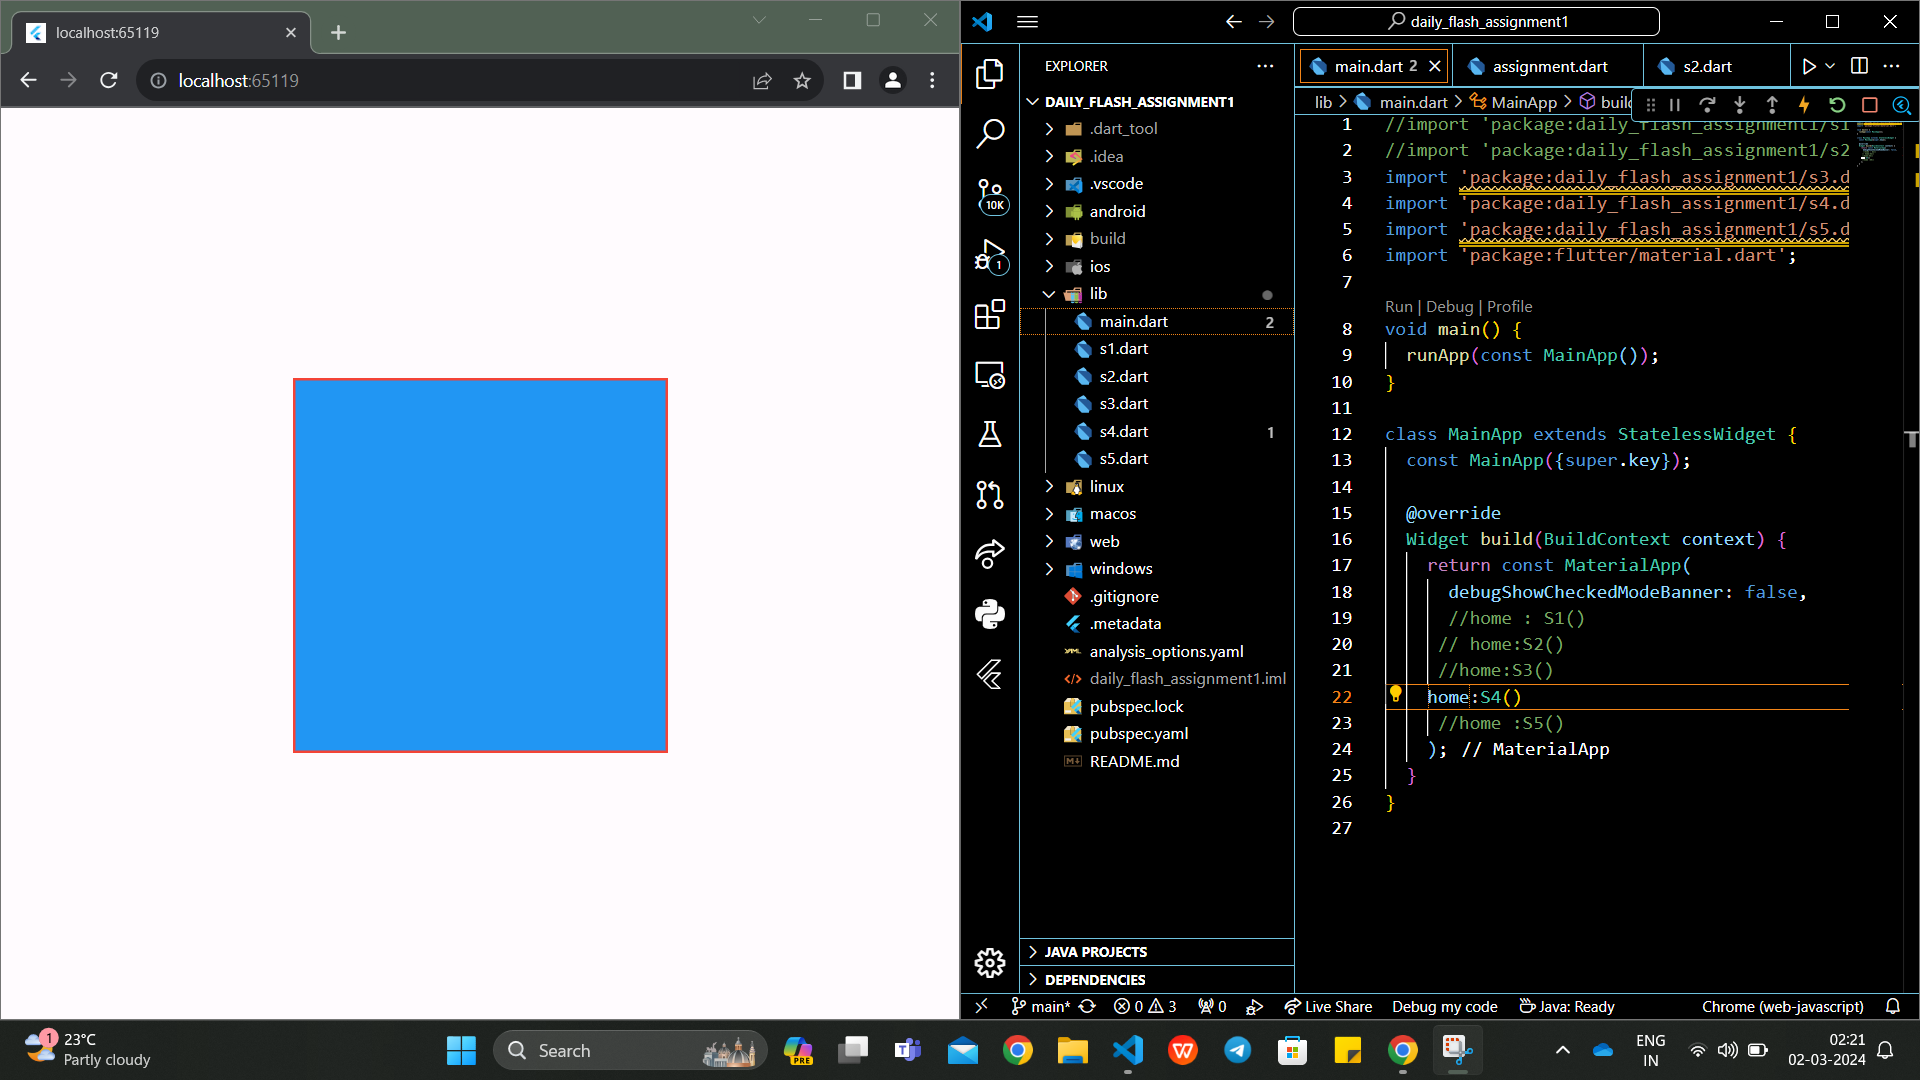 localhost:65119
localhost:65119
daily_flash_assignment1
EXPLORER
DAILY_FLASH_ASSIGNMENT1
.dart_tool
.idea
.vscode
android
build
ios
lib
main.dart 2
s1.dart
s2.dart
s3.dart
s4.dart 1
s5.dart
linux
macos
web
windows
.gitignore
.metadata
analysis_options.yaml
daily_flash_assignment1.iml
pubspec.lock
pubspec.yaml
README.md
JAVA PROJECTS
DEPENDENCIES
10K
1
main.dart 2
assignment.dart
s2.dart
lib > main.dart > MainApp >
1 //import 'package:daily_flash_assignment1/s1
2 //import 'package:daily_flash_assignment1/s2
3 import 'package:daily_flash_assignment1/s3.d
4 import 'package:daily_flash_assignment1/s4.d
5 import 'package:daily_flash_assignment1/s5.d
6 import 'package:flutter/material.dart';
7
Run | Debug | Profile
8 void main() {
9 runApp(const MainApp());
10 }
11
12 class MainApp extends StatelessWidget {
13 const MainApp({super.key});
14
15 @override
16 Widget build(BuildContext context) {
17 return const MaterialApp(
18 debugShowCheckedModeBanner: false,
19 //home : S1()
20 // home:S2()
21 //home:S3()
22 home:S4()
23 //home :S5()
24 ); // MaterialApp
25 }
26 }
27
main* 0 3 0 Live Share Debug my code Java: Ready Chrome (web-javascript)
1
23°C
Partly cloudy
Search
PRE
ENG
IN
02:21
02-03-2024